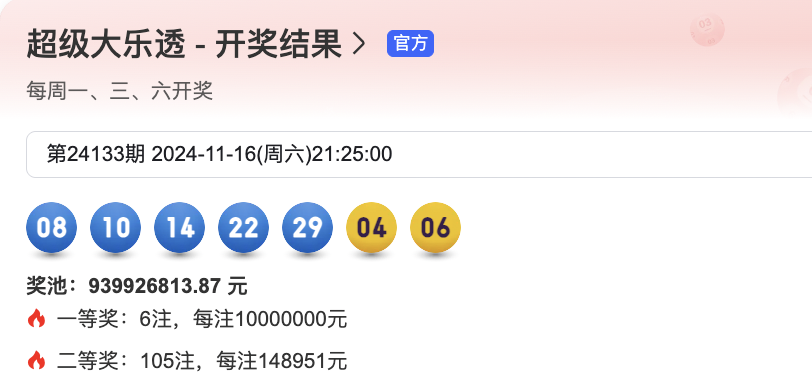 超级大乐透 - 开奖结果 > 官方
每周一、三、六开奖
第24133期 2024-11-16(周六)21:25:00
08 10 14 22 29 04 06
奖池：939926813.87 元
一等奖：6注，每注10000000元
二等奖：105注，每注148951元